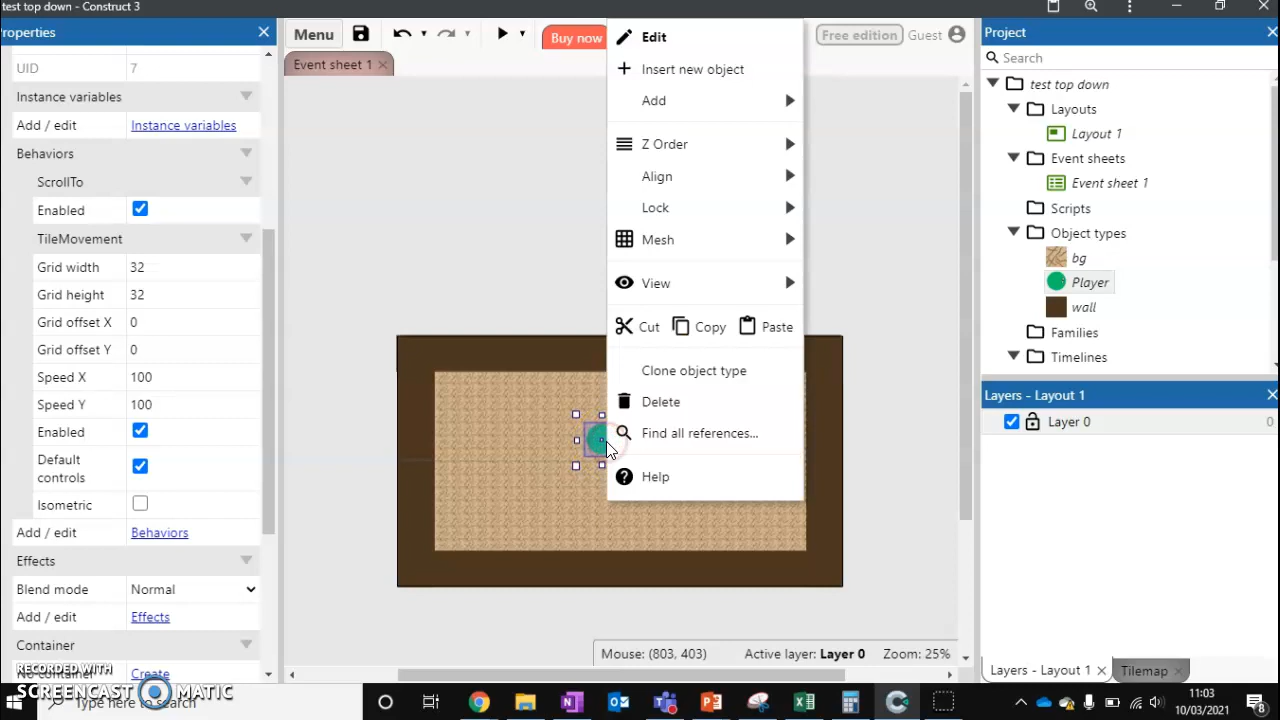 test top down - Construct 3
Properties
UID 7
Instance variables
Add / edit Instance variables
Behaviors
ScrollTo
Enabled
TileMovement
Grid width 32
Grid height 32
Grid offset X 0
Grid offset Y 0
Speed X 100
Speed Y 100
Enabled
Default
controls
Isometric
Add / edit Behaviors
Effects
Blend mode Normal
Add / edit Effects
Container
No container Create
RECORDED WITH
SCREENCAST MATIC
Menu
Buy now
Free edition Guest
Event sheet 1
Edit
Insert new object
Add
Z Order
Align
Lock
Mesh
View
Cut Copy Paste
Clone object type
Delete
Find all references...
Help
Mouse: (803, 403) Active layer: Layer 0 Zoom: 25%
Project
Search
test top down
Layouts
Layout 1
Event sheets
Event sheet 1
Scripts
Object types
bg
Player
wall
Families
Timelines
Layers - Layout 1
Layer 0 0
Layers - Layout 1 Tilemap
Type here to search
11:03
10/03/2021
8